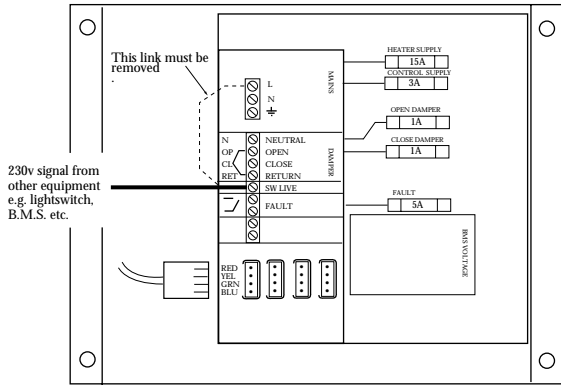 This link must be
removed
.
230v signal from
other equipment
e.g. lightswitch,
B.M.S. etc.
L
N
MAINS
N NEUTRAL
OP OPEN
CL CLOSE
RET RETURN
DAMPER
SW LIVE
FAULT
RED
YEL
GRN
BLU
HEATER SUPPLY
15A
CONTROL SUPPLY
3A
OPEN DAMPER
1A
CLOSE DAMPER
1A
FAULT
5A
BMS VOLTAGE